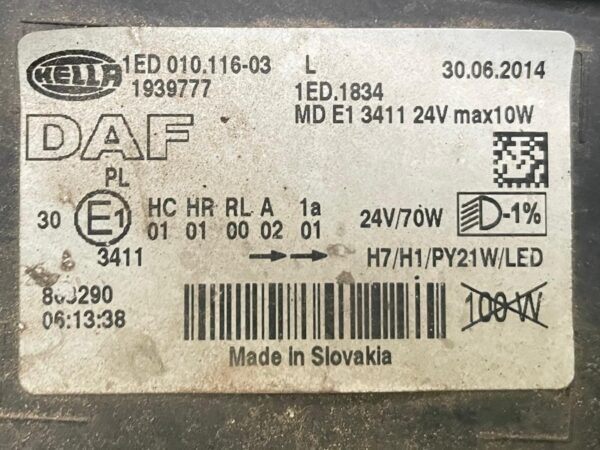 HELLA 1ED 010.116-03 L 30.06.2014
1939777 1ED.1834
MD E1 3411 24V max10W
DAF
PL
30 E1 HC HR RL A 1a 24V/70W D-1%
01 01 00 02 01
3411 H7/H1/PY21W/LED
06:13:38 100 W
Made in Slovakia